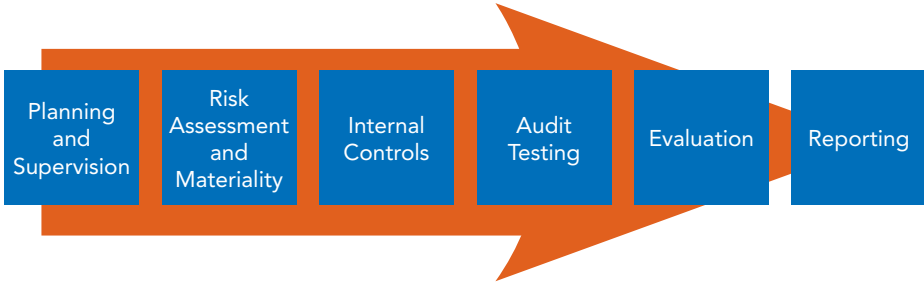 Planning
and
Supervision
Risk
Assessment
and
Materiality
Internal
Controls
Audit
Testing
Evaluation
Reporting